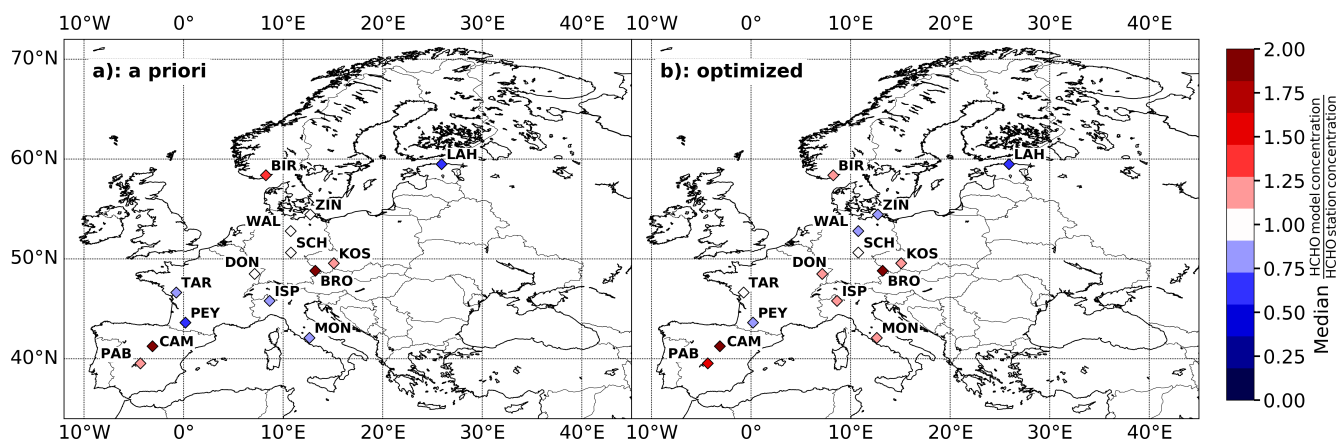 10°W 0° 10°E 20°E 30°E 40°E 10°W 0° 10°E 20°E 30°E 40°E
70°N
60°N
50°N
40°N
a): a priori
BIR
LAH
ZIN
WAL
SCH
KOS
DON
BRO
TAR
ISP
PEY
MON
CAM
PAB
b): optimized
BIR
LAH
ZIN
WAL
SCH
KOS
DON
BRO
TAR
ISP
PEY
MON
CAM
PAB
10°W 0° 10°E 20°E 30°E 40°E 10°W 0° 10°E 20°E 30°E 40°E
2.00
1.75
1.50
1.25
1.00
0.75
0.50
0.25
0.00
Median HCHO model concentration
HCHO station concentration